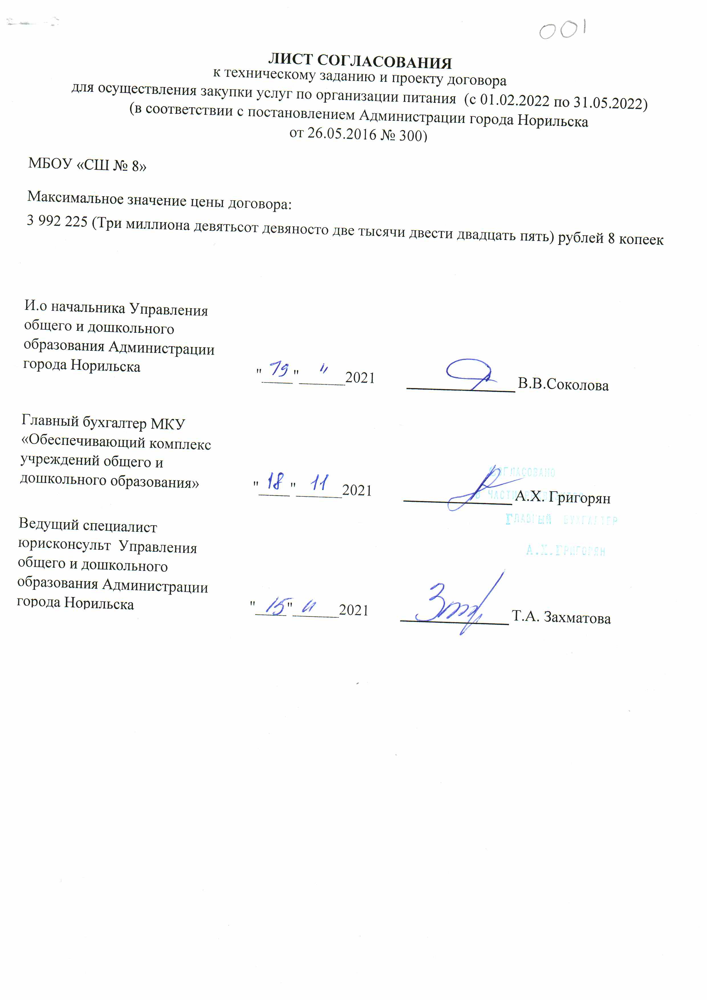 001
ЛИСТ СОГЛАСОВАНИЯ
к техническому заданию и проекту договора
для осуществления закупки услуг по организации питания (с 01.02.2022 по 31.05.2022)
(в соответствии с постановлением Администрации города Норильска
от 26.05.2016 № 300)
МБОУ «СШ № 8»
Максимальное значение цены договора:
3 992 225 (Три миллиона девятьсот девяносто две тысячи двести двадцать пять) рублей 8 копеек
И.о начальника Управления
общего и дошкольного
образования Администрации
города Норильска "19" 11 2021 В.В.Соколова
Главный бухгалтер МКУ
«Обеспечивающий комплекс
учреждений общего и
СОГЛАСОВАНО
дошкольного образования» "18" 11 2021 А.Х. Григорян
В ЧАСТИ
ГЛАВНЫЙ БУХГАЛТЕР
А.Х.ГРИГОРЯН
Ведущий специалист
юрисконсульт Управления
общего и дошкольного
образования Администрации
города Норильска "15" 11 2021 Т.А. Захматова